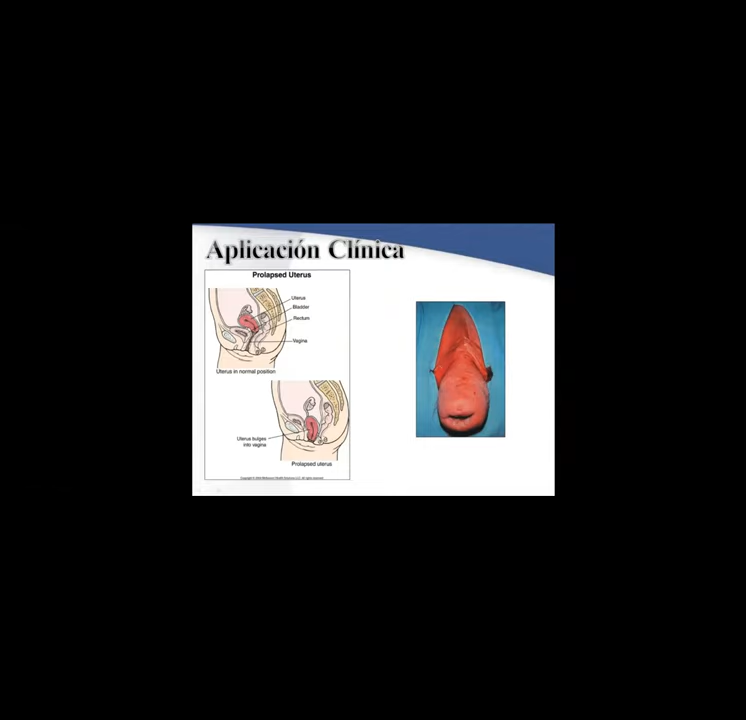 Aplicación Clínica
Prolapsed Uterus
Uterus
Bladder
Rectum
Vagina
Uterus in normal position
Uterus bulges
into vagina
Prolapsed uterus